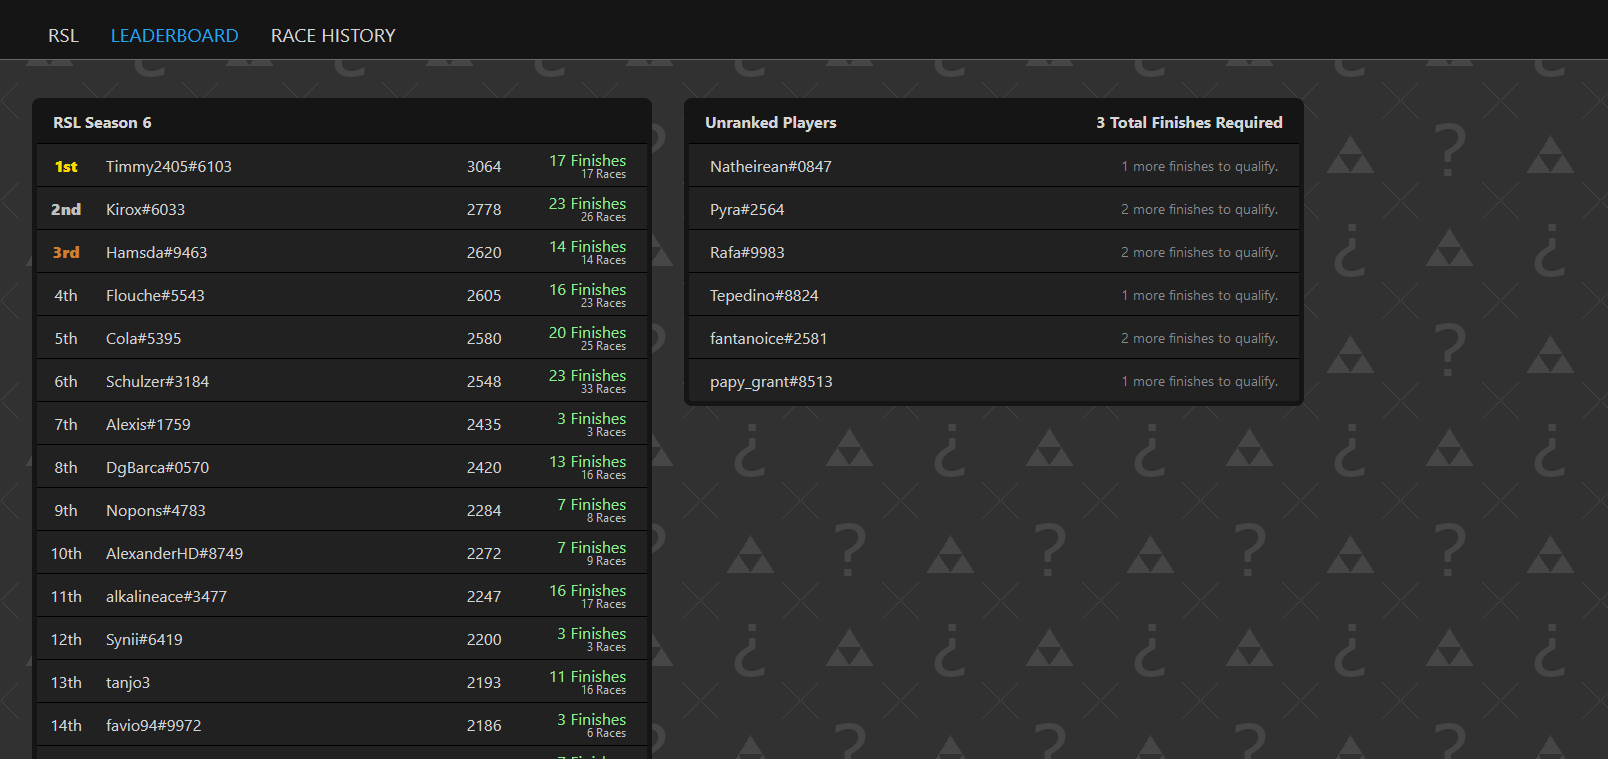 RSL LEADERBOARD RACE HISTORY
RSL Season 6
1st Timmy2405#6103 3064 17 Finishes
17 Races
2nd Kirox#6033 2778 23 Finishes
26 Races
3rd Hamsda#9463 2620 14 Finishes
14 Races
4th Flouche#5543 2605 16 Finishes
23 Races
5th Cola#5395 2580 20 Finishes
25 Races
6th Schulzer#3184 2548 23 Finishes
33 Races
7th Alexis#1759 2435 3 Finishes
3 Races
8th DgBarca#0570 2420 13 Finishes
16 Races
9th Nopons#4783 2284 7 Finishes
8 Races
10th AlexanderHD#8749 2272 7 Finishes
9 Races
11th alkalineace#3477 2247 16 Finishes
17 Races
12th Synii#6419 2200 3 Finishes
3 Races
13th tanjo3 2193 11 Finishes
16 Races
14th favio94#9972 2186 3 Finishes
6 Races
Unranked Players 3 Total Finishes Required
Natheirean#0847 1 more finishes to qualify.
Pyra#2564 2 more finishes to qualify.
Rafa#9983 2 more finishes to qualify.
Tepedino#8824 1 more finishes to qualify.
fantanoice#2581 2 more finishes to qualify.
papy_grant#8513 1 more finishes to qualify.